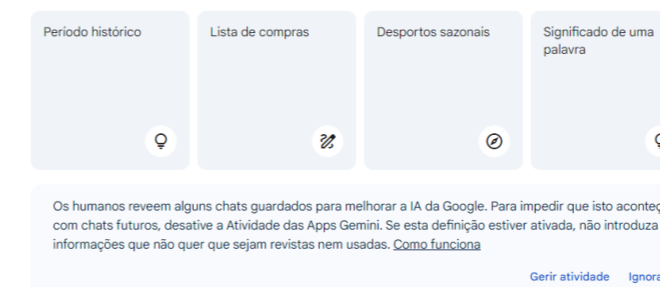 Período histórico
Lista de compras
Desportos sazonais
Significado de uma
palavra
Os humanos reveem alguns chats guardados para melhorar a IA da Google. Para impedir que isto aconteç
com chats futuros, desative a Atividade das Apps Gemini. Se esta definição estiver ativada, não introduza
informações que não quer que sejam revistas nem usadas. Como funciona
Gerir atividade
Ignora